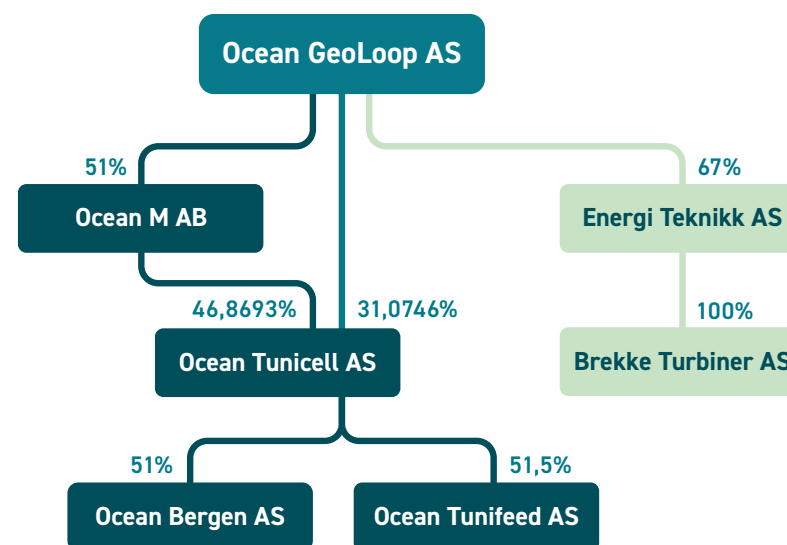 Ocean GeoLoop AS
51%
67%
Ocean M AB
Energi Teknikk AS
46,8693%
31,0746%
100%
Ocean Tunicell AS
Brekke Turbiner AS
51%
51,5%
Ocean Bergen AS
Ocean Tunifeed AS